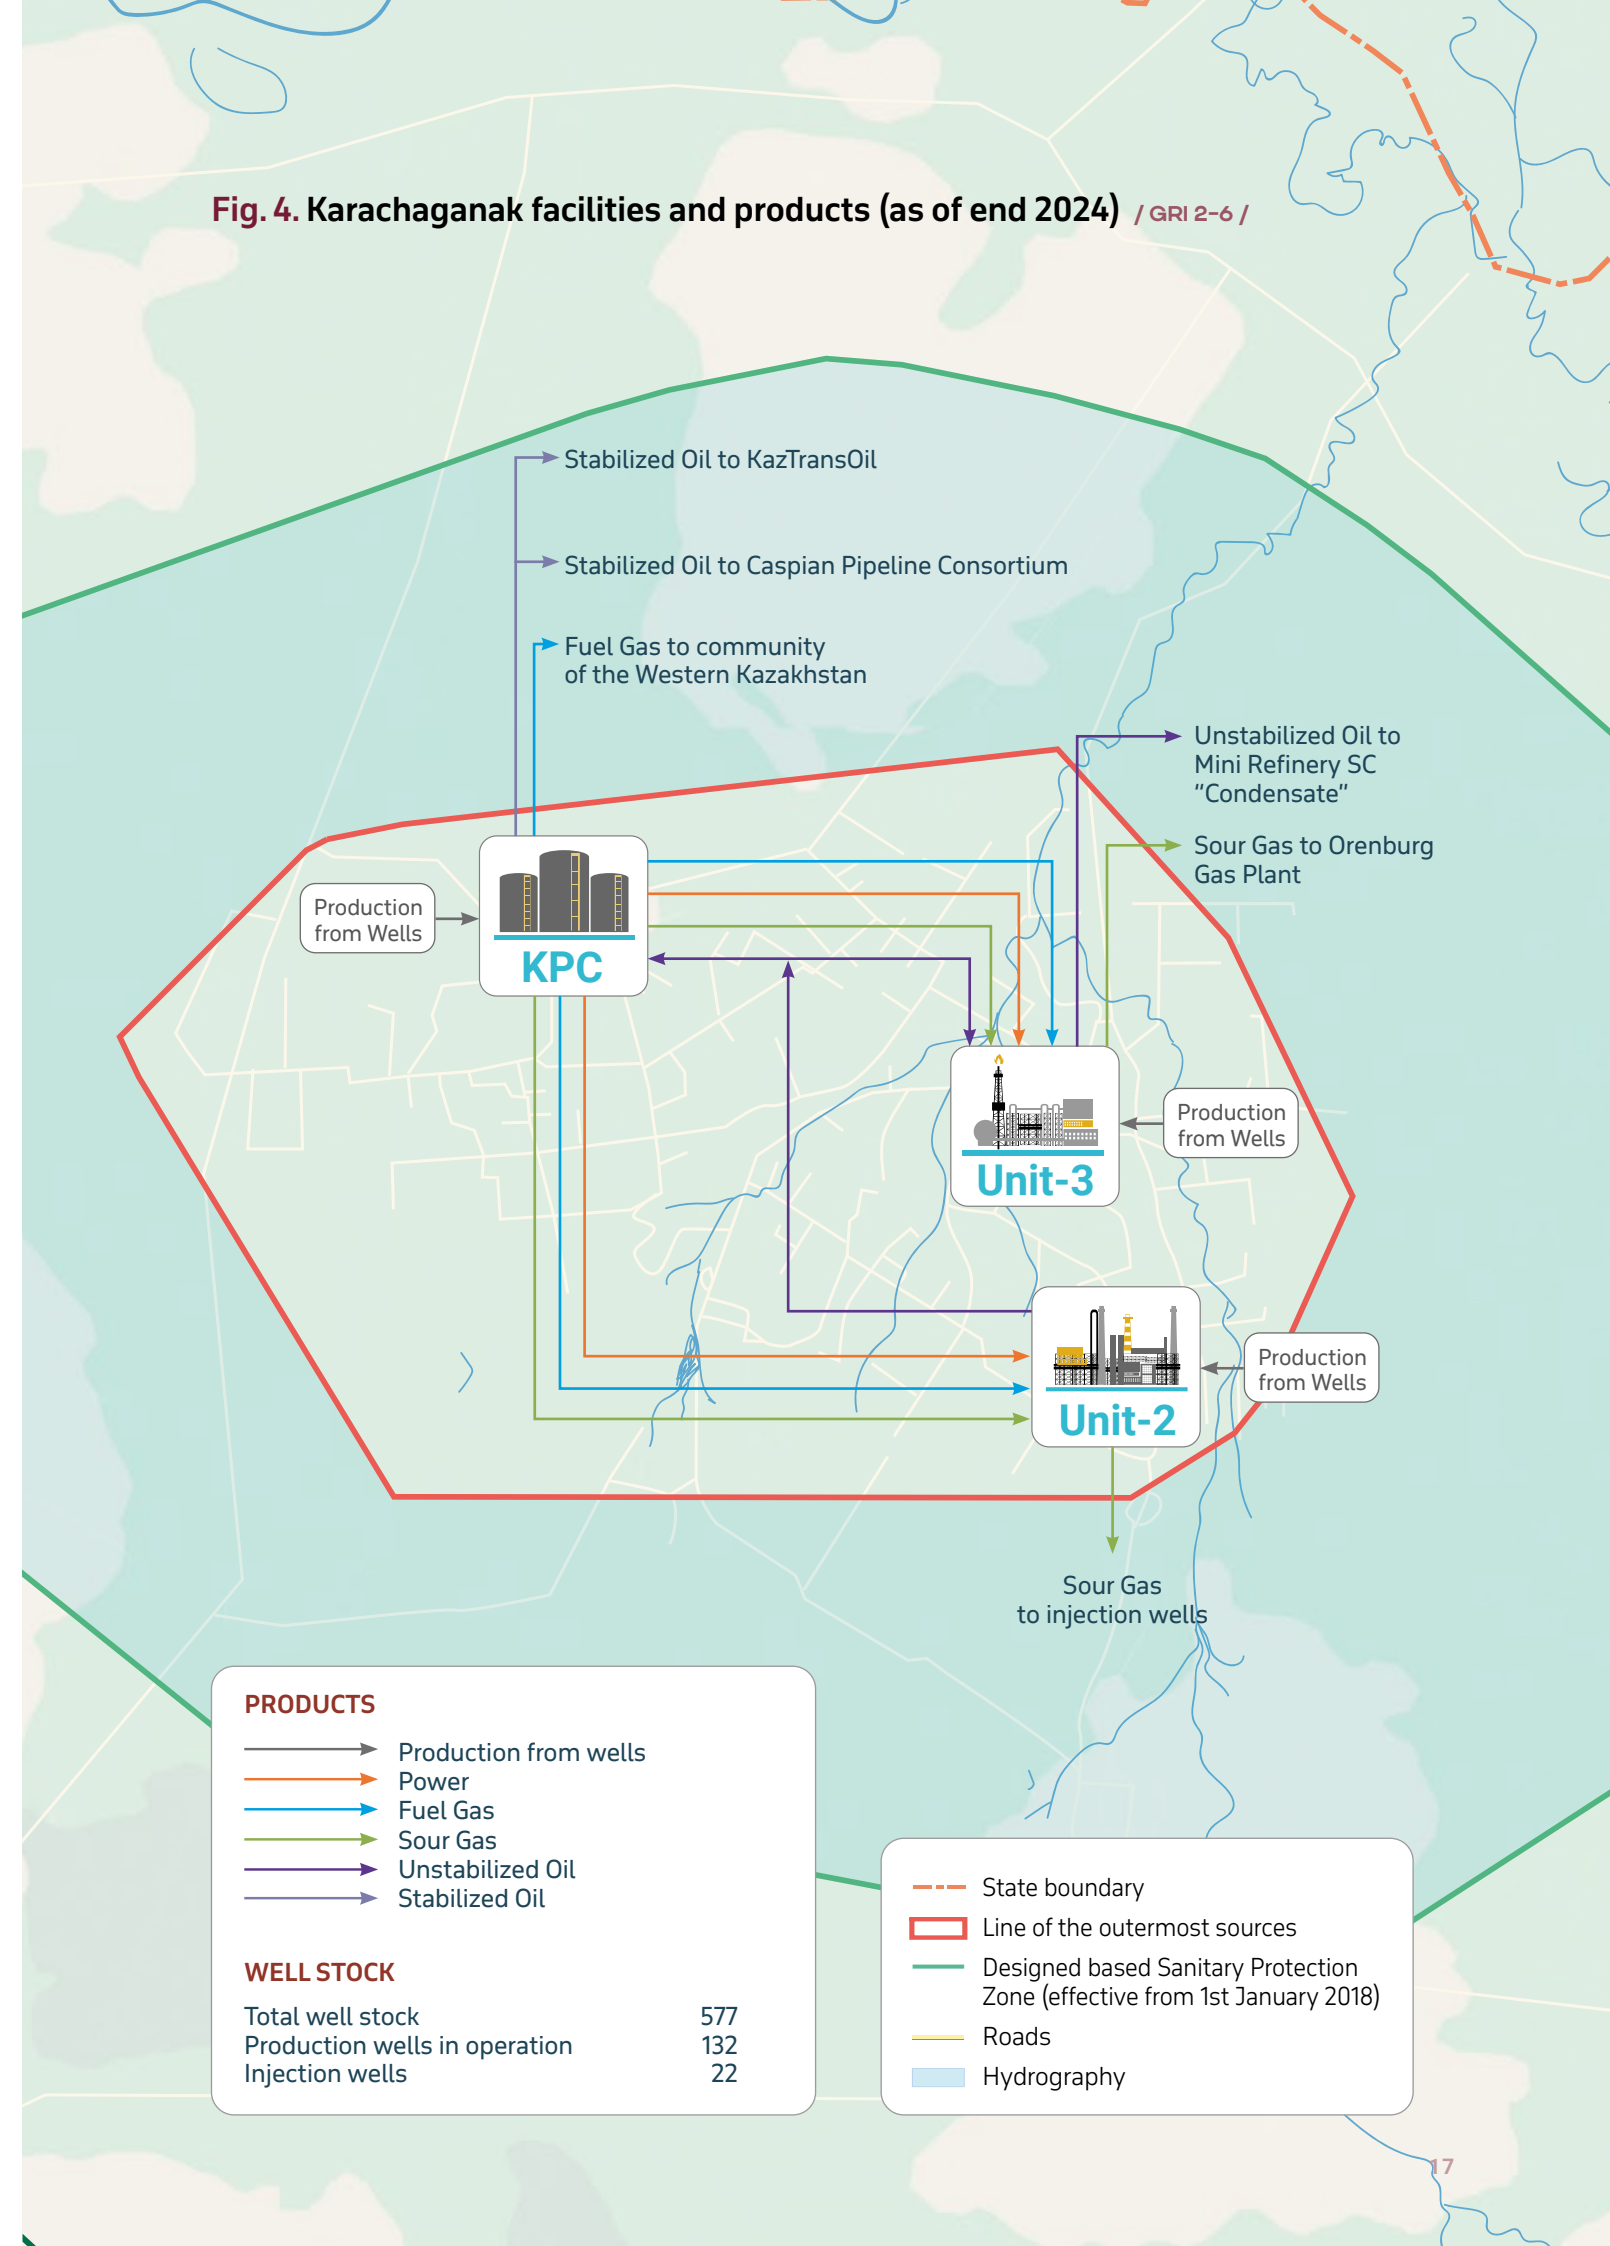 Fig. 4. Karachaganak facilities and products (as of end 2024) / GRI 2-6 /
Stabilized Oil to KazTransOil
Stabilized Oil to Caspian Pipeline Consortium
Fuel Gas to community
of the Western Kazakhstan
Unstabilized Oil to
Mini Refinery SC
"Condensate"
Sour Gas to Orenburg
Gas Plant
Production
from Wells
KPC
Production
from Wells
Unit-3
Production
from Wells
Unit-2
Sour Gas
to injection wells
PRODUCTS
Production from wells
Power
Fuel Gas
Sour Gas
Unstabilized Oil
Stabilized Oil
WELL STOCK
Total well stock 577
Production wells in operation 132
Injection wells 22
State boundary
Line of the outermost sources
Designed based Sanitary Protection
Zone (effective from 1st January 2018)
Roads
Hydrography
17